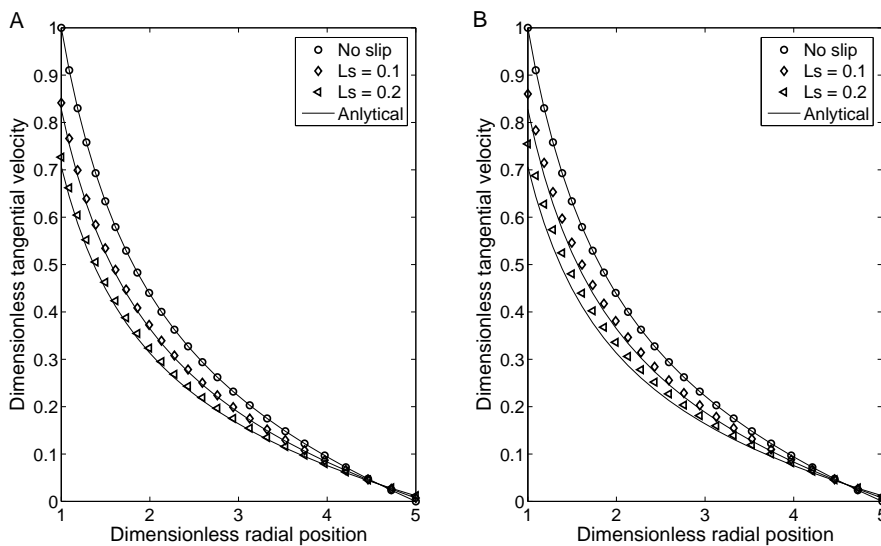 A
No slip
Ls = 0.1
Ls = 0.2
Anlytical
1
0.9
0.8
0.7
0.6
0.5
0.4
0.3
0.2
0.1
0
1
2
3
4
5
Dimensionless tangential velocity
Dimensionless radial position
B
No slip
Ls = 0.1
Ls = 0.2
Anlytical
1
0.9
0.8
0.7
0.6
0.5
0.4
0.3
0.2
0.1
0
1
2
3
4
5
Dimensionless tangential velocity
Dimensionless radial position